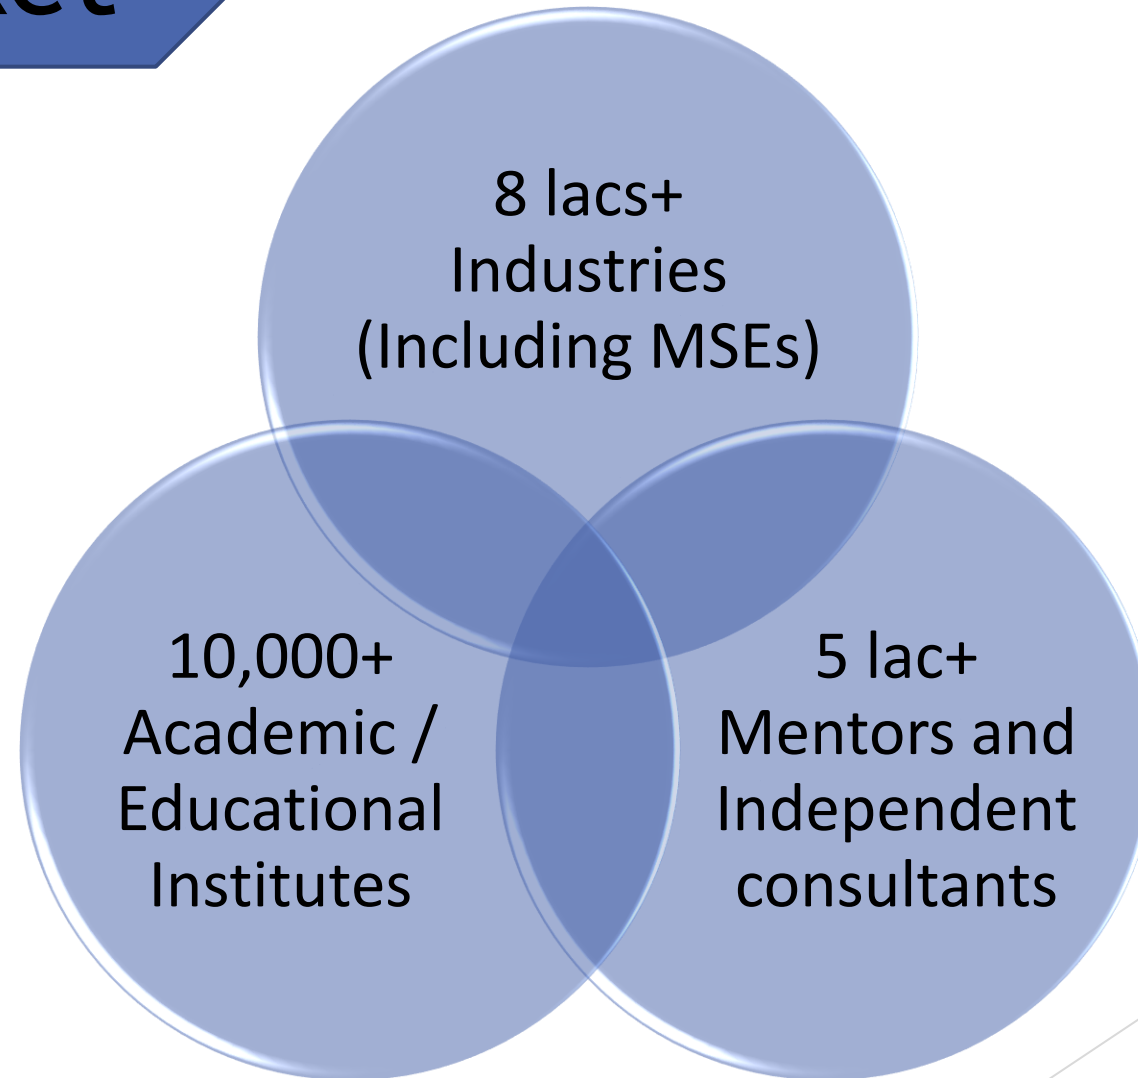 8 lacs+
Industries
(Including MSEs)
10,000+
Academic /
Educational
Institutes
5 lac+
Mentors and
Independent
consultants